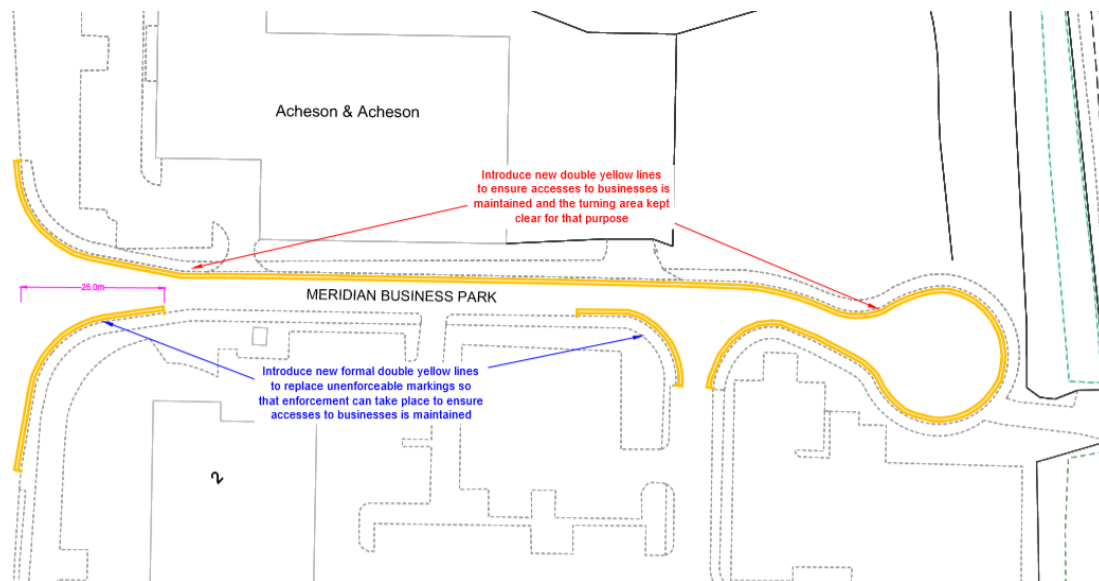 Acheson & Acheson
Introduce new double yellow lines
to ensure accesses to businesses is
maintained and the turning area kept
clear for that purpose
25.0m
MERIDIAN BUSINESS PARK
Introduce new formal double yellow lines
to replace unenforceable markings so
that enforcement can take place to ensure
accesses to businesses is maintained
2